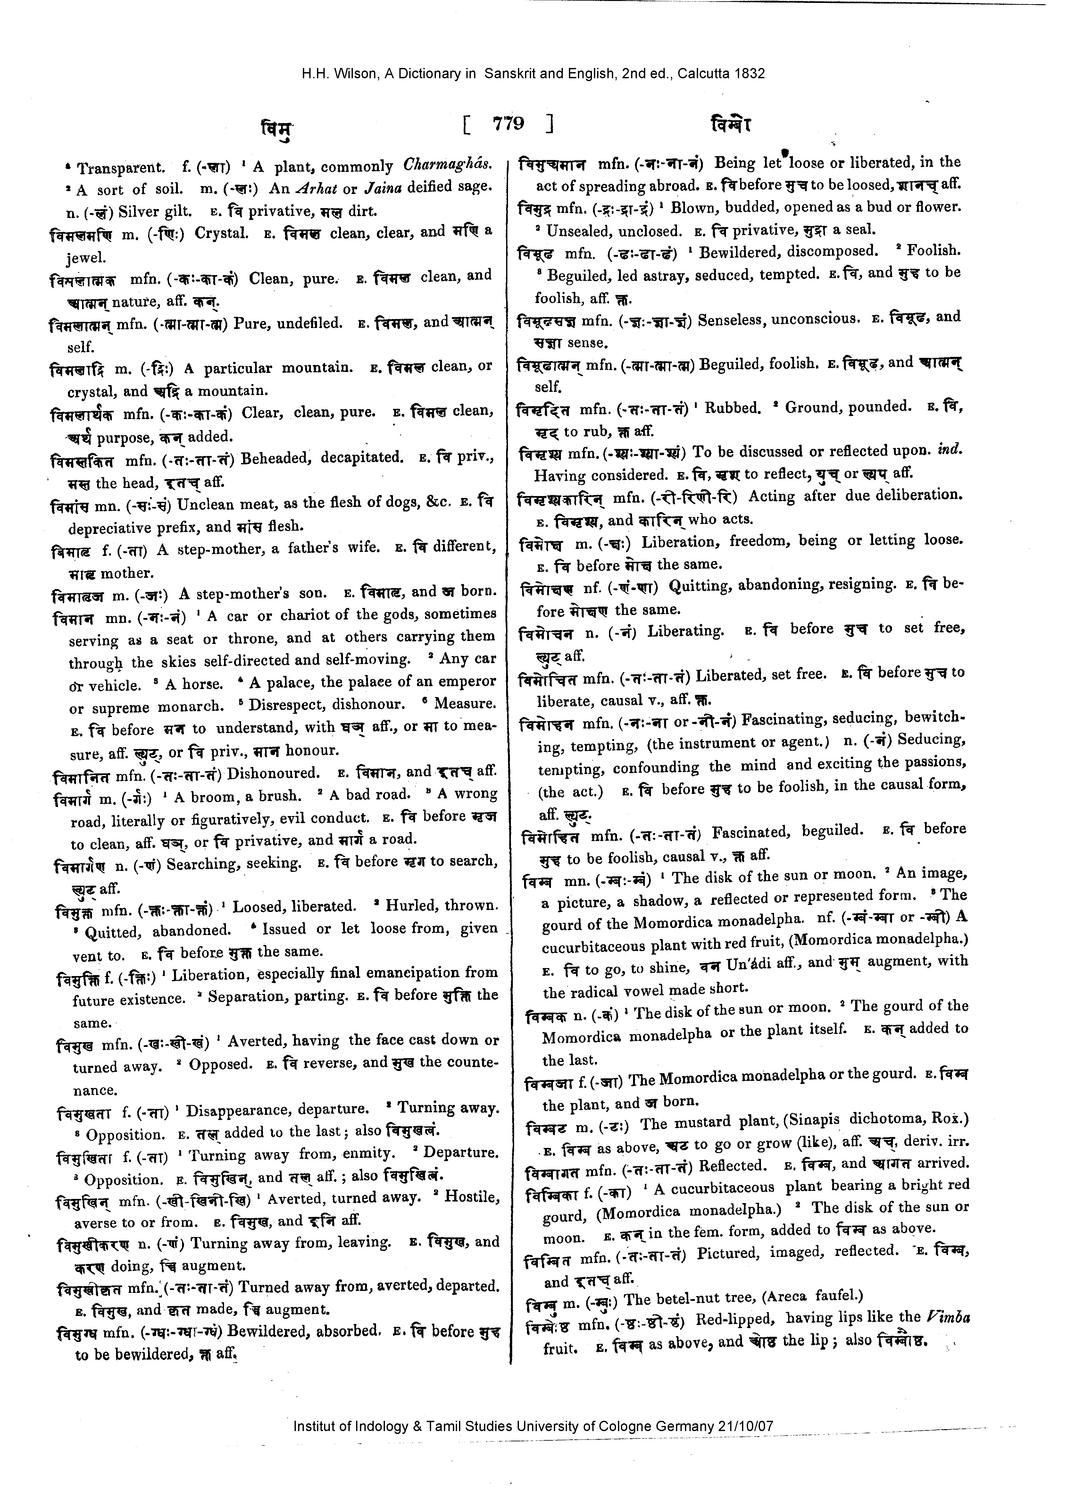 H.H. Wilson, A Dictionary in Sanskrit and English, 2nd ed., Calcutta 1832
विमु [ 779 ] विम्बो
⁴ Transparent. f. (-ला) ¹ A plant, commonly Charmaghás.
² A sort of soil. m. (-लः) An Arhat or Jaina deified sage.
n. (-लं) Silver gilt. E. वि privative, मल dirt.
विमलमणि m. (-णिः) Crystal. E. विमल clean, clear, and मणि a
jewel.
विमलात्मक mfn. (-कः-का-कं) Clean, pure. E. विमल clean, and
आत्मन् nature, aff. कन्.
विमलात्मन् mfn. (-त्मा-त्मा-त्म) Pure, undefiled. E. विमल, and आत्मन्
self.
विमलाद्रि m. (-द्रिः) A particular mountain. E. विमल clean, or
crystal, and अद्रि a mountain.
विमलार्थक mfn. (-कः-का-कं) Clear, clean, pure. E. विमल clean,
अर्थ purpose, कन् added.
विमस्तकित mfn. (-तः-ता-तं) Beheaded, decapitated. E. वि priv.,
मस्त the head, इतच् aff.
विमांस mn. (-सः-सं) Unclean meat, as the flesh of dogs, &c. E. वि
depreciative prefix, and मांस flesh.
विमातृ f. (-ता) A step-mother, a father's wife. E. वि different,
मातृ mother.
विमातृज m. (-जः) A step-mother's son. E. विमातृ, and ज born.
विमान mn. (-नः-नं) ¹ A car or chariot of the gods, sometimes
serving as a seat or throne, and at others carrying them
through the skies self-directed and self-moving. ² Any car
or vehicle. ³ A horse. ⁴ A palace, the palace of an emperor
or supreme monarch. ⁵ Disrespect, dishonour. ⁶ Measure.
E. वि before मन to understand, with घञ् aff., or मा to mea-
sure, aff. ल्युट्, or वि priv., मान honour.
विमानित mfn. (-तः-ता-तं) Dishonoured. E. विमान, and इतच् aff.
विमार्ग m. (-र्गः) ¹ A broom, a brush. ² A bad road. ³ A wrong
road, literally or figuratively, evil conduct. E. वि before मृज
to clean, aff. घञ्, or वि privative, and मार्ग a road.
विमार्गण n. (-णं) Searching, seeking. E. वि before मृग to search,
ल्युट् aff.
विमुक्त mfn. (-क्तः-क्ता-क्तं) ¹ Loosed, liberated. ² Hurled, thrown.
³ Quitted, abandoned. ⁴ Issued or let loose from, given
vent to. E. वि before मुक्त the same.
विमुक्ति f. (-क्तिः) ¹ Liberation, especially final emancipation from
future existence. ² Separation, parting. E. वि before मुक्ति the
same.
विमुख mfn. (-खः-खी-खं) ¹ Averted, having the face cast down or
turned away. ² Opposed. E. वि reverse, and मुख the counte-
nance.
विमुखता f. (-ता) ¹ Disappearance, departure. ² Turning away.
³ Opposition. E. तल् added to the last; also विमुखत्वं.
विमुखिता f. (-ता) ¹ Turning away from, enmity. ² Departure.
³ Opposition. E. विमुखिन्, and तल् aff.; also विमुखित्वं.
विमुखिन् mfn. (-खी-खिनी-खि) ¹ Averted, turned away. ² Hostile,
averse to or from. E. विमुख, and इनि aff.
विमुखीकरण n. (-णं) Turning away from, leaving. E. विमुख, and
करण doing, च्वि augment.
विमुखीकृत mfn. (-तः-ता-तं) Turned away from, averted, departed.
E. विमुख, and कृत made, च्वि augment.
विमुग्ध mfn. (-ग्धः-ग्धा-ग्धं) Bewildered, absorbed. E. वि before मुह
to be bewildered, क्त aff.
विमुच्यमान mfn. (-नः-ना-नं) Being let loose or liberated, in the
act of spreading abroad. E. वि before मुच to be loosed, शानच् aff.
विमुद्र mfn. (-द्रः-द्रा-द्रं) ¹ Blown, budded, opened as a bud or flower.
² Unsealed, unclosed. E. वि privative, मुद्रा a seal.
विमूढ mfn. (-ढः-ढा-ढं) ¹ Bewildered, discomposed. ² Foolish.
³ Beguiled, led astray, seduced, tempted. E. वि, and मुह to be
foolish, aff. क्त.
विमूढसञ्ज्ञ mfn. (-ञ्ज्ञः-ञ्ज्ञा-ञ्ज्ञं) Senseless, unconscious. E. विमूढ, and
सञ्ज्ञा sense.
विमूढात्मन् mfn. (-त्मा-त्मा-त्म) Beguiled, foolish. E. विमूढ, and आत्मन्
self.
विमृदित mfn. (-तः-ता-तं) ¹ Rubbed. ² Ground, pounded. E. वि,
मृद to rub, क्त aff.
विमृश्य mfn. (-श्यः-श्या-श्यं) To be discussed or reflected upon. ind.
Having considered. E. वि, मृश to reflect, or ल्यप् aff.
विमृश्यकारिन् mfn. (-री-रिणी-रि) Acting after due deliberation.
E. विमृश्य, and कारिन् who acts.
विमोच m. (-चः) Liberation, freedom, being or letting loose.
E. वि before मोच the same.
विमोचण nf. (-णं-णा) Quitting, abandoning, resigning. E. वि be-
fore मोचण the same.
विमोचन n. (-नं) Liberating. E. वि before मुच to set free,
ल्युट् aff.
विमोचित mfn. (-तः-ता-तं) Liberated, set free. E. वि before मुच to
liberate, causal v., aff. क्त.
विमोहन mfn. (-नः-ना or -नी-नं) Fascinating, seducing, bewitch-
ing, tempting, (the instrument or agent.) n. (-नं) Seducing,
tempting, confounding the mind and exciting the passions,
(the act.) E. वि before मुह to be foolish, in the causal form,
aff. ल्युट्.
विमोहित mfn. (-तः-ता-तं) Fascinated, beguiled. E. वि before
मुह to be foolish, causal v., क्त aff.
विम्ब mn. (-म्बः-म्बं) ¹ The disk of the sun or moon. ² An image,
a picture, a shadow, a reflected or represented form. ³ The
gourd of the Momordica monadelpha. nf. (-म्बं-म्बा or -म्बी) A
cucurbitaceous plant with red fruit, (Momordica monadelpha.)
E. वि to go, to shine, वन Un'ádi aff., and मुम् augment, with
the radical vowel made short.
विम्बक n. (-कं) ¹ The disk of the sun or moon. ² The gourd of the
Momordica monadelpha or the plant itself. E. कन् added to
the last.
विम्बजा f. (-जा) The Momordica monadelpha or the gourd. E. विम्ब
the plant, and ज born.
विम्बट m. (-टः) The mustard plant, (Sinapis dichotoma, Rox.)
E. विम्ब as above, अट to go or grow (like), aff. अच्, deriv. irr.
विम्बागत mfn. (-तः-ता-तं) Reflected. E. विम्ब, and आगत arrived.
विम्बिका f. (-का) ¹ A cucurbitaceous plant bearing a bright red
gourd, (Momordica monadelpha.) ² The disk of the sun or
moon. E. कन् in the fem. form, added to विम्ब as above.
विम्बित mfn. (-तः-ता-तं) Pictured, imaged, reflected. E. विम्ब,
and इतच् aff.
विम्बु m. (-म्बुः) The betel-nut tree, (Areca faufel.)
विम्बोष्ठ mfn. (-ष्ठः-ष्ठी-ष्ठं) Red-lipped, having lips like the Vimba
fruit. E. विम्ब as above, and ओष्ठ the lip; also विम्बौष्ठ.
Institut of Indology & Tamil Studies University of Cologne Germany 21/10/07